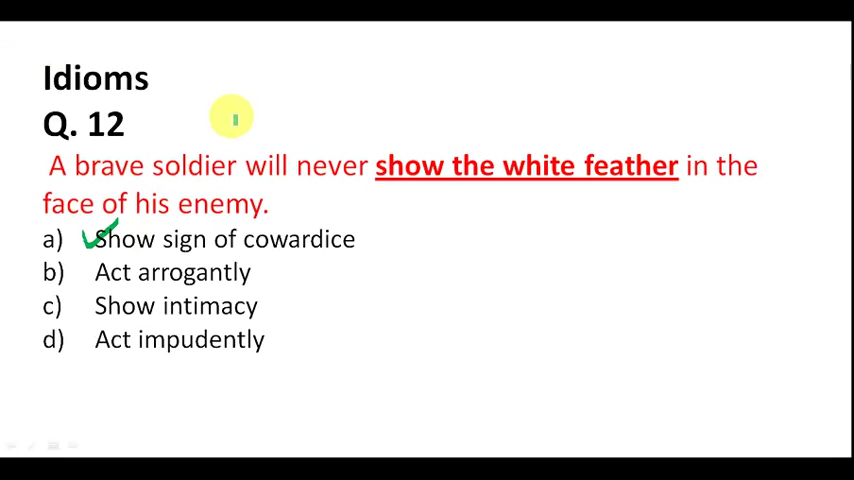 Idioms
Q. 12
A brave soldier will never show the white feather in the
face of his enemy.
a) Show sign of cowardice
b) Act arrogantly
c) Show intimacy
d) Act impudently